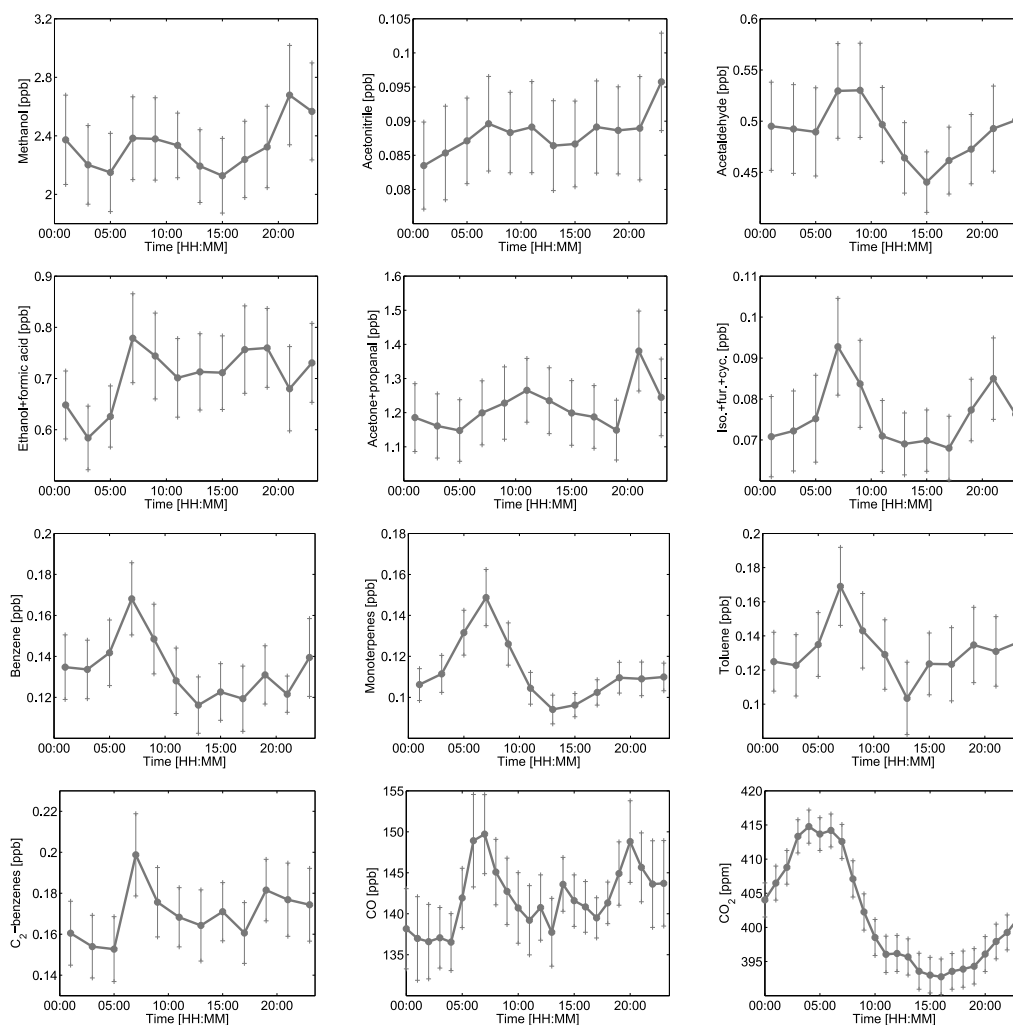 3.2
2.8
2.4
2
Methanol [ppb]
00:00 05:00 10:00 15:00 20:00
Time [HH:MM]
0.105
0.1
0.095
0.09
0.085
0.08
Acetonitrile [ppb]
00:00 05:00 10:00 15:00 20:00
Time [HH:MM]
0.6
0.55
0.5
0.45
Acetaldehyde [ppb]
00:00 05:00 10:00 15:00 20:00
Time [HH:MM]
0.9
0.8
0.7
0.6
Ethanol+formic acid [ppb]
00:00 05:00 10:00 15:00 20:00
Time [HH:MM]
1.6
1.5
1.4
1.3
1.2
1.1
Acetone+propanal [ppb]
00:00 05:00 10:00 15:00 20:00
Time [HH:MM]
0.11
0.1
0.09
0.08
0.07
Iso.+fur.+cyc. [ppb]
00:00 05:00 10:00 15:00 20:00
Time [HH:MM]
0.2
0.18
0.16
0.14
0.12
Benzene [ppb]
00:00 05:00 10:00 15:00 20:00
Time [HH:MM]
0.18
0.16
0.14
0.12
0.1
Monoterpenes [ppb]
00:00 05:00 10:00 15:00 20:00
Time [HH:MM]
0.2
0.18
0.16
0.14
0.12
0.1
Toluene [ppb]
00:00 05:00 10:00 15:00 20:00
Time [HH:MM]
0.22
0.2
0.18
0.16
0.14
C₂−benzenes [ppb]
00:00 05:00 10:00 15:00 20:00
Time [HH:MM]
155
150
145
140
135
CO [ppb]
00:00 05:00 10:00 15:00 20:00
Time [HH:MM]
420
415
410
405
400
395
CO₂ [ppm]
00:00 05:00 10:00 15:00 20:00
Time [HH:MM]